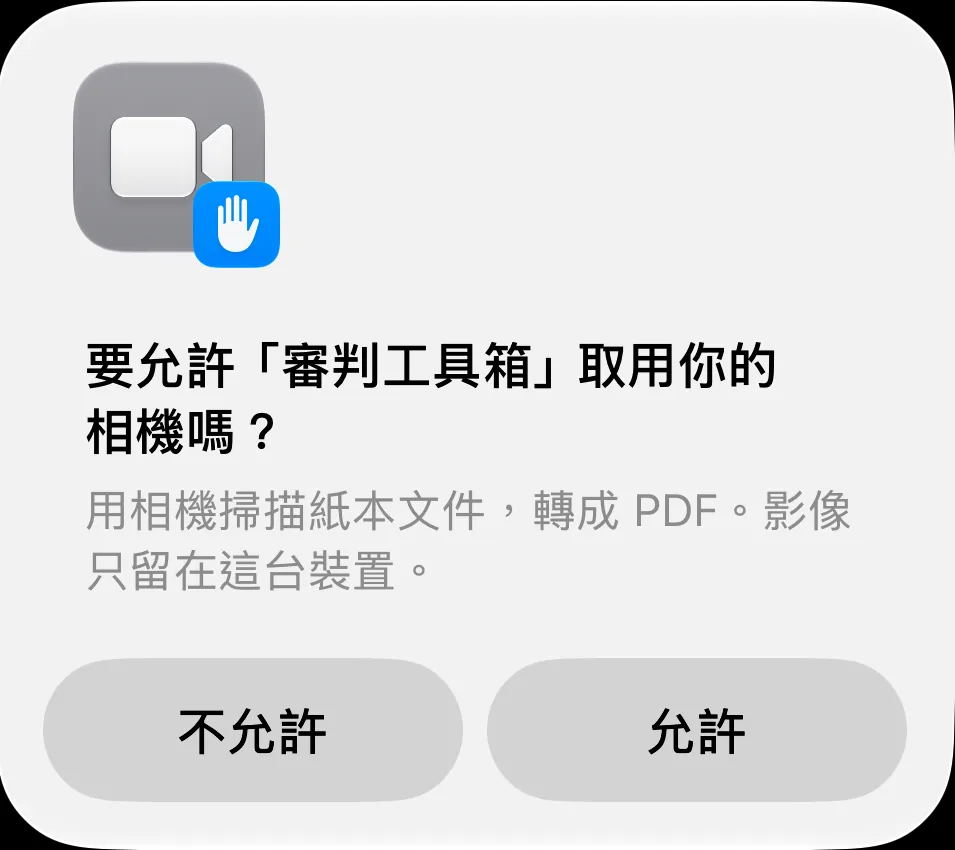 要允許「審判工具箱」取用你的
相機嗎？
用相機掃描紙本文件，轉成 PDF。影像
只留在這台裝置。
不允許
允許